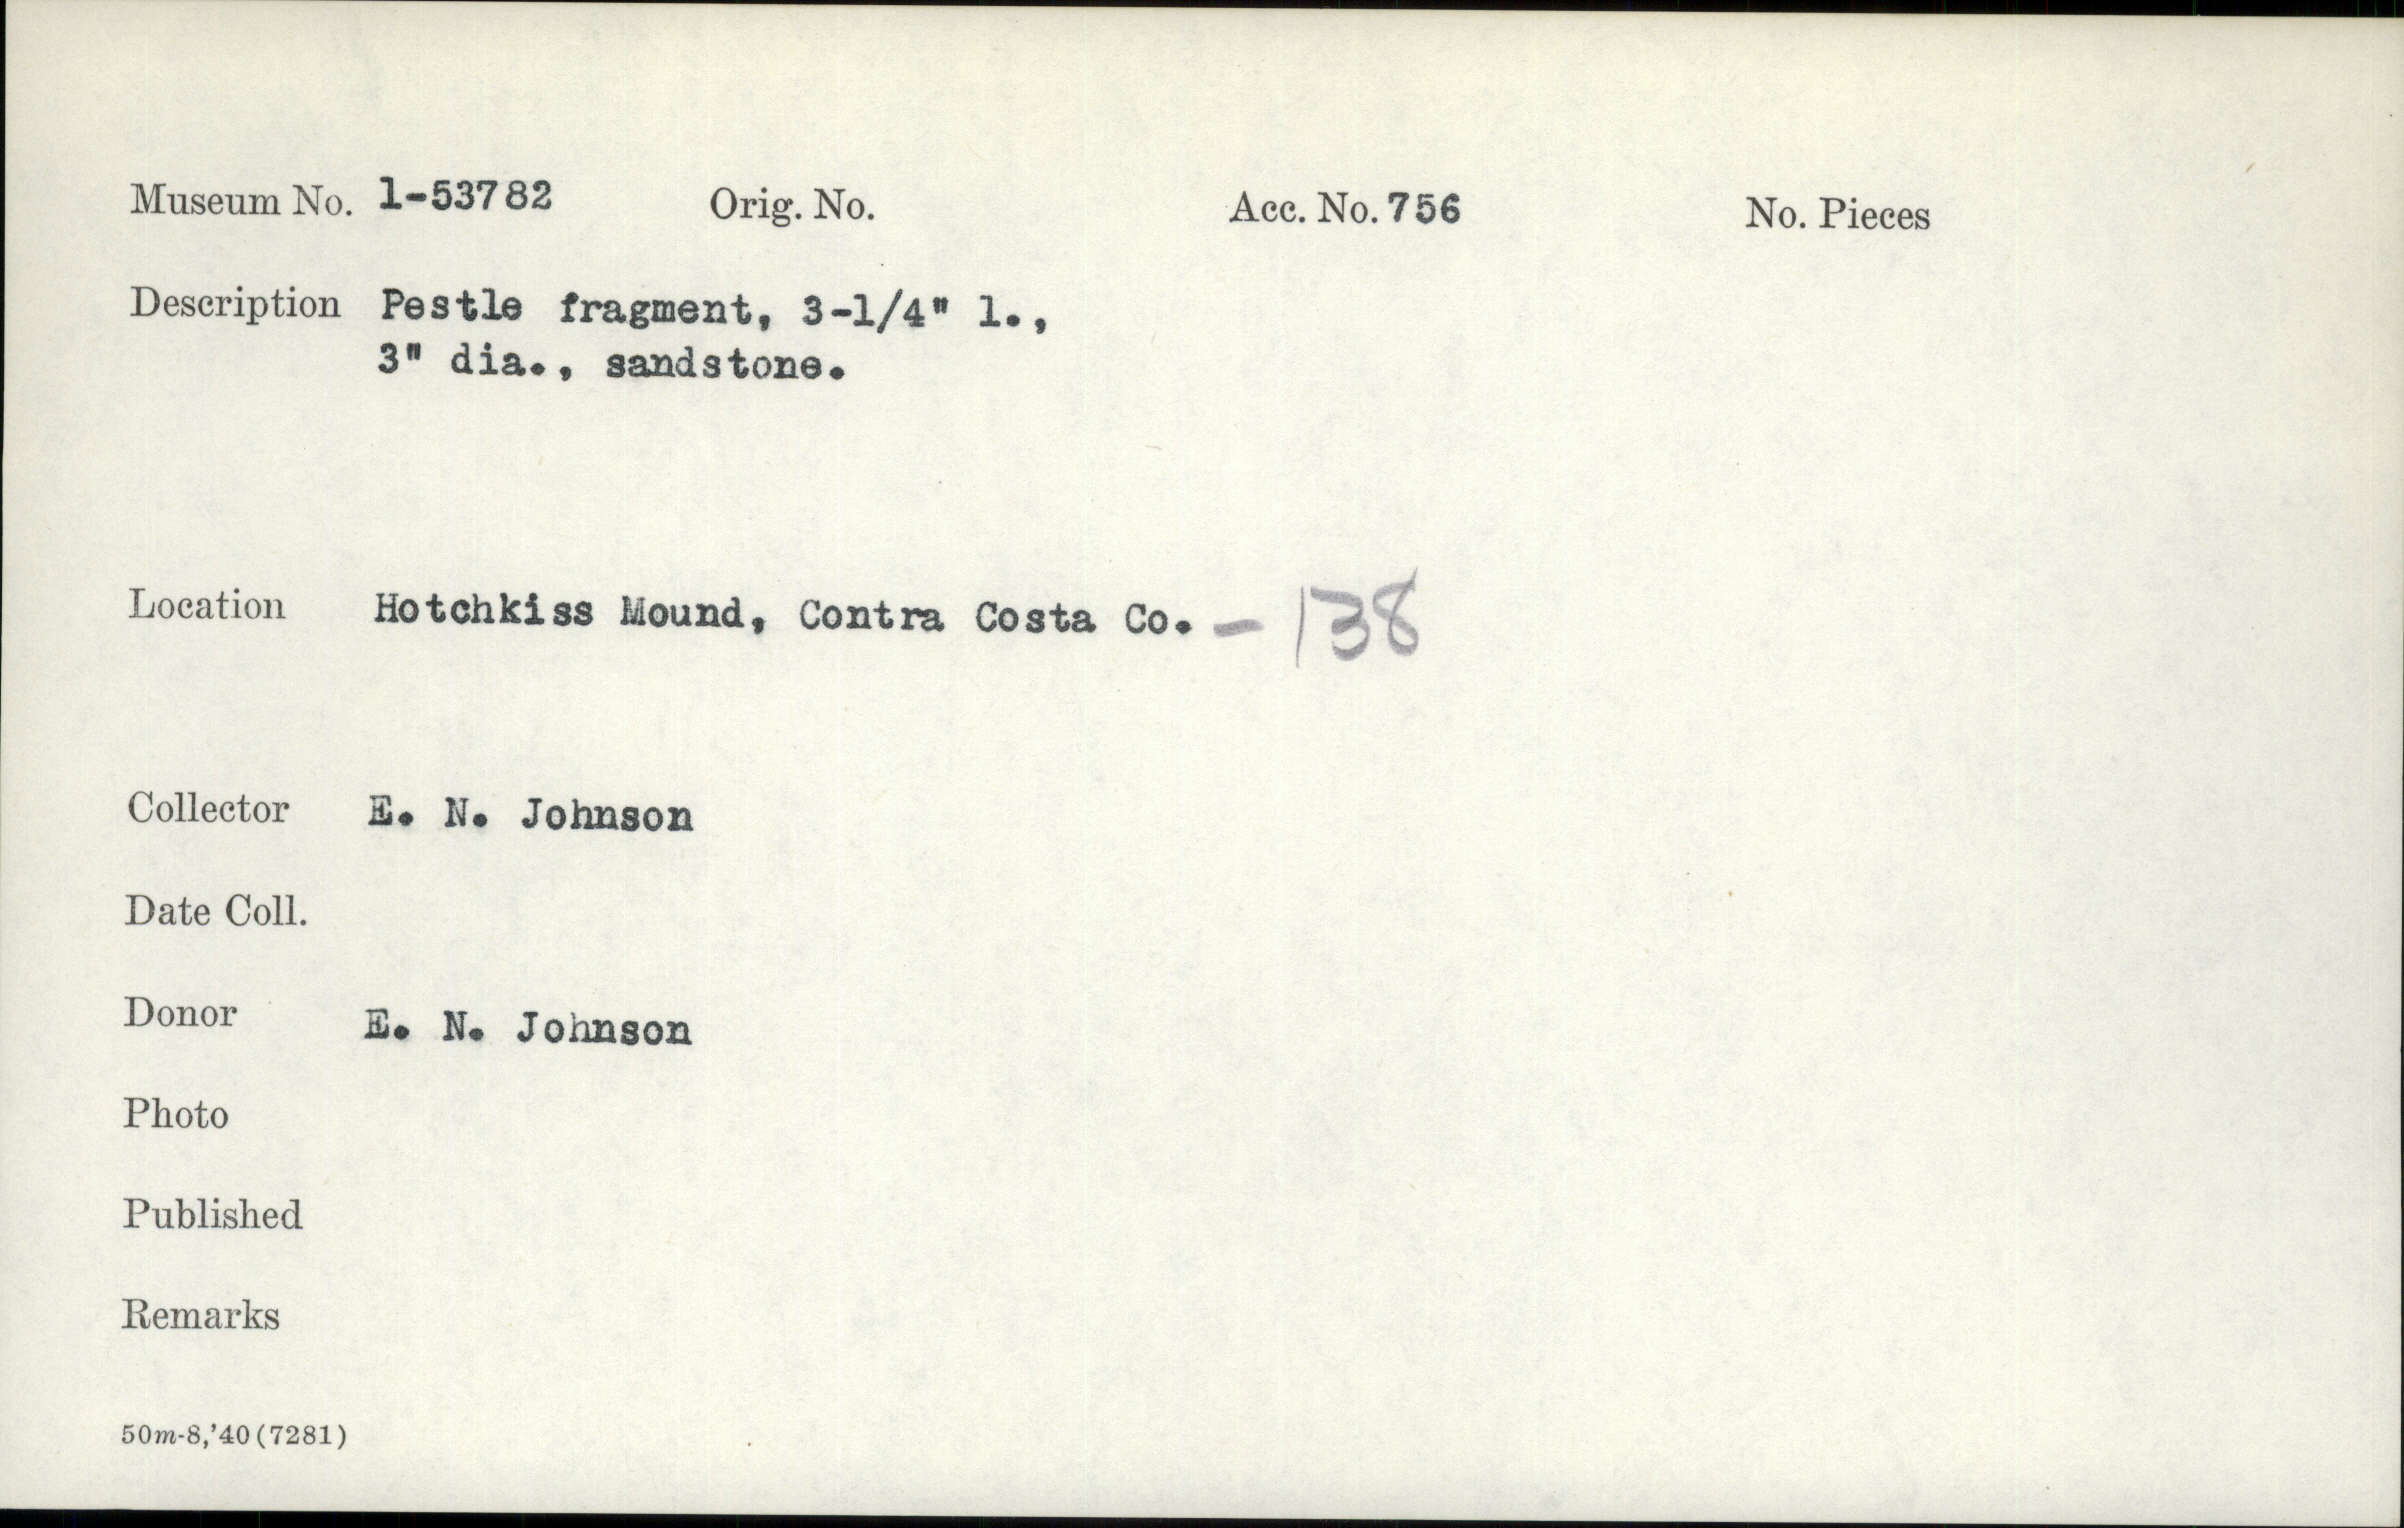 Museum No. 1-53782 Orig. No. Acc. No. 756 No. Pieces
Description Pestle fragment, 3-1/4" l.,
3" dia., sandstone.
Location Hotchkiss Mound, Contra Costa Co. - 138
Collector E. N. Johnson
Date Coll.
Donor E. N. Johnson
Photo
Published
Remarks
50m-8,'40(7281)